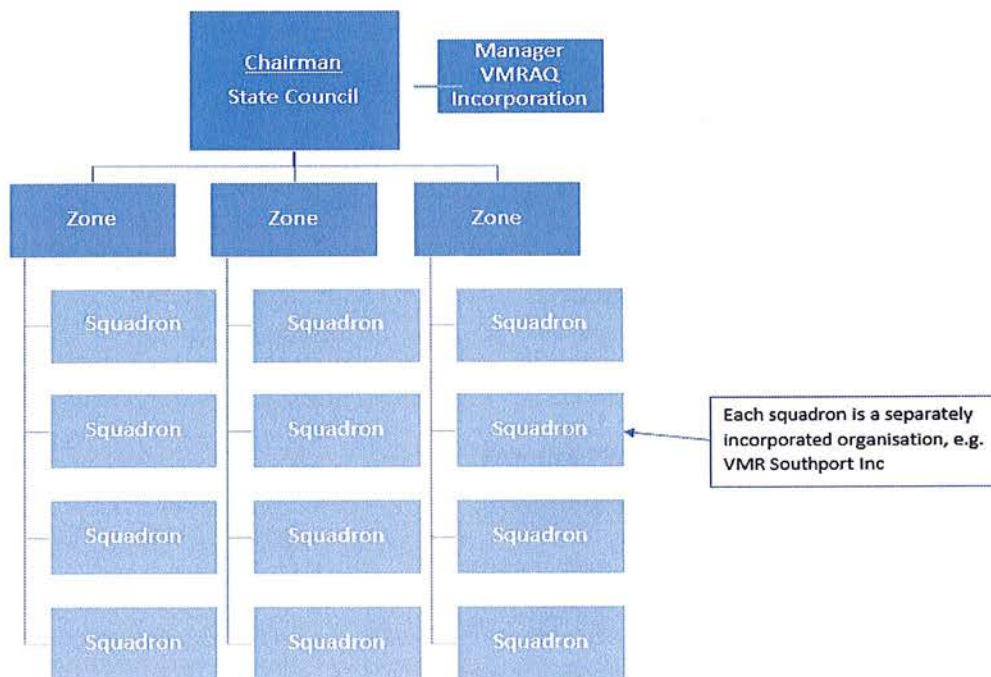 Chairman
State Council
Manager
VMRAQ
Incorporation
Zone
Zone
Zone
Squadron
Squadron
Squadron
Squadron
Squadron
Squadron
Each squadron is a separately
incorporated organisation, e.g.
VMR Southport Inc
Squadron
Squadron
Squadron
Squadron
Squadron
Squadron